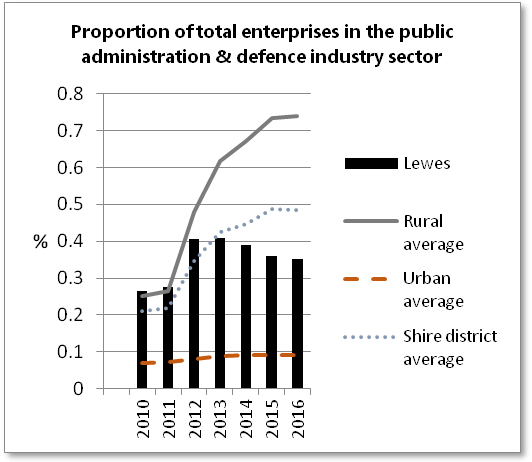 Proportion of total enterprises in the public
administration & defence industry sector
0.8
0.7
0.6
0.5
0.4
0.3
0.2
0.1
0
%
2010
2011
2012
2013
2014
2015
2016
Lewes
Rural
average
Urban
average
Shire district
average